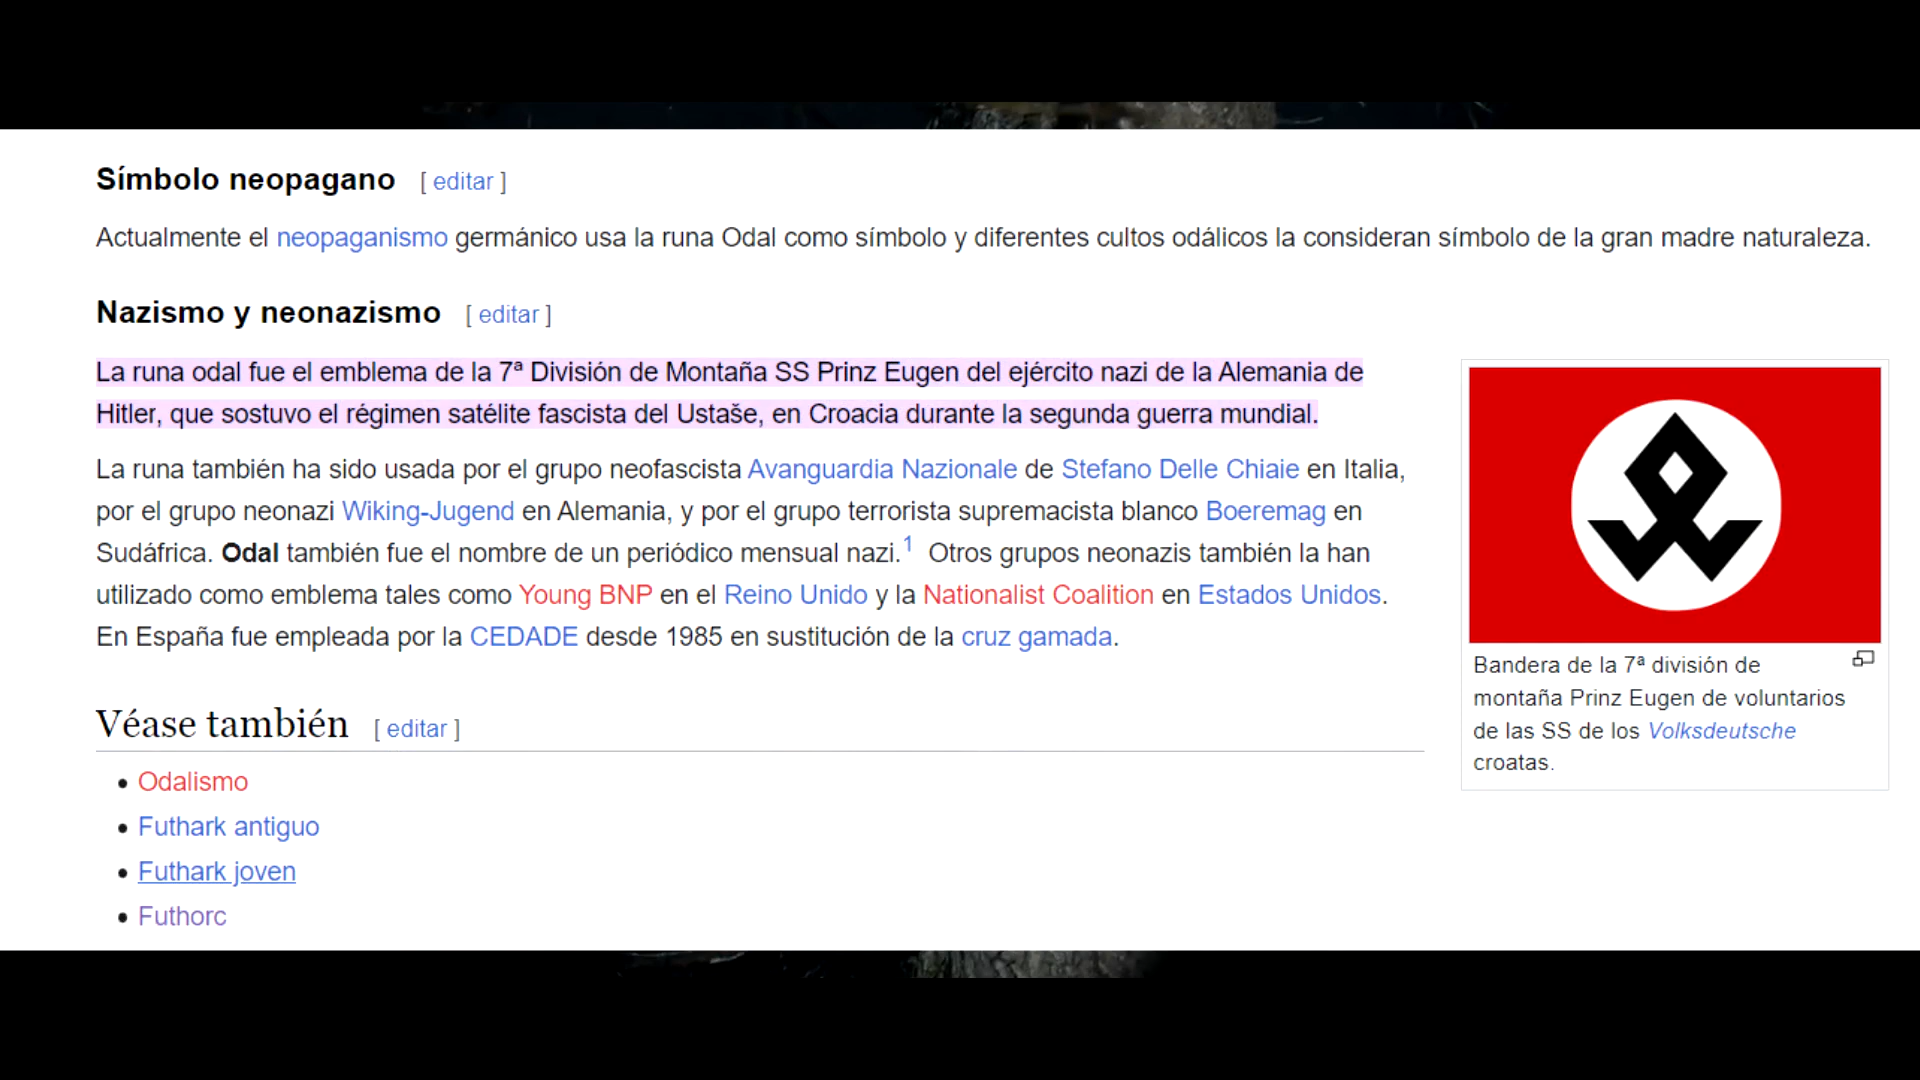 Símbolo neopagano [ editar ]
Actualmente el neopaganismo germánico usa la runa Odal como símbolo y diferentes cultos odálicos la consideran símbolo de la gran madre naturaleza.
Nazismo y neonazismo [ editar ]
La runa odal fue el emblema de la 7ª División de Montaña SS Prinz Eugen del ejército nazi de la Alemania de
Hitler, que sostuvo el régimen satélite fascista del Ustaše, en Croacia durante la segunda guerra mundial.
La runa también ha sido usada por el grupo neofascista Avanguardia Nazionale de Stefano Delle Chiaie en Italia,
por el grupo neonazi Wiking-Jugend en Alemania, y por el grupo terrorista supremacista blanco Boeremag en
Sudáfrica. Odal también fue el nombre de un periódico mensual nazi.1 Otros grupos neonazis también la han
utilizado como emblema tales como Young BNP en el Reino Unido y la Nationalist Coalition en Estados Unidos.
En España fue empleada por la CEDADE desde 1985 en sustitución de la cruz gamada.
Bandera de la 7ª división de
montaña Prinz Eugen de voluntarios
de las SS de los Volksdeutsche
croatas.
Véase también [ editar ]
Odalismo
Futhark antiguo
Futhark joven
Futhorc